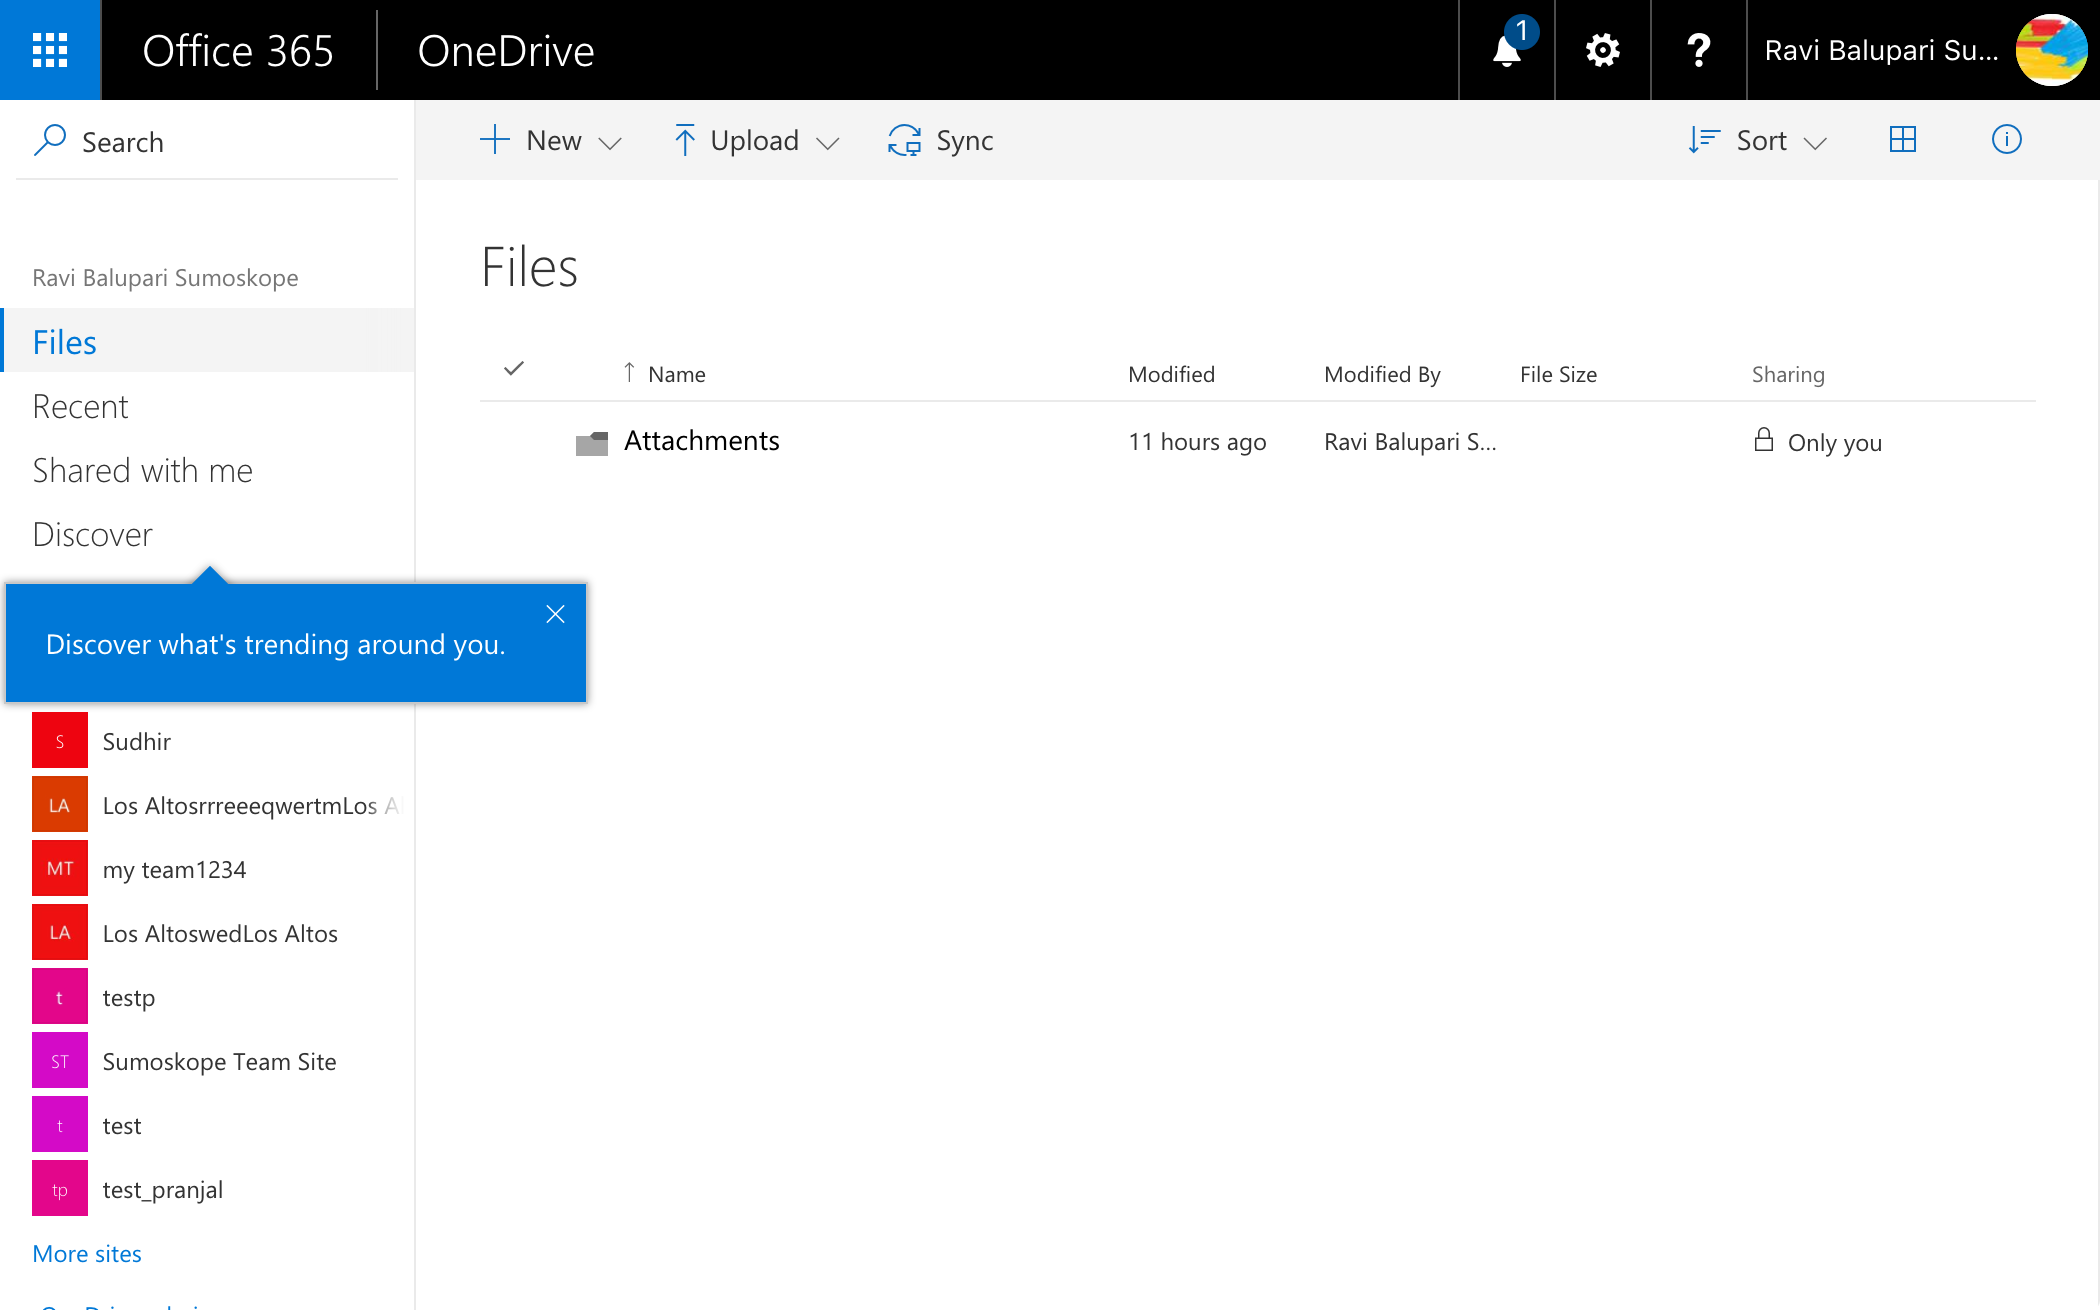 Office 365
OneDrive
1
?
Ravi Balupari Su...
Search
New
Upload
Sync
Sort
Files
Ravi Balupari Sumoskope
Files
Recent
Shared with me
Discover
Name
Modified
Modified By
File Size
Sharing
Attachments
11 hours ago
Ravi Balupari S...
Only you
Discover what's trending around you.
S
Sudhir
LA
Los AltosrrreeeqwertmLos A
MT
my team1234
LA
Los AltoswedLos Altos
t
testp
ST
Sumoskope Team Site
t
test
tp
test_pranjal
More sites